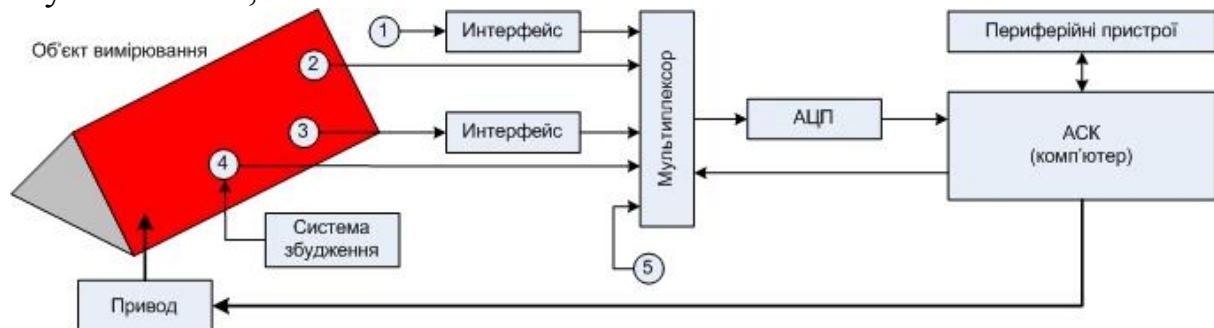 Об'єкт вимірювання
1
Интерфейс
2
3
Интерфейс
4
Система
збудження
5
Мультиплексор
АЦП
Периферійні пристрої
АСК
(комп'ютер)
Привод